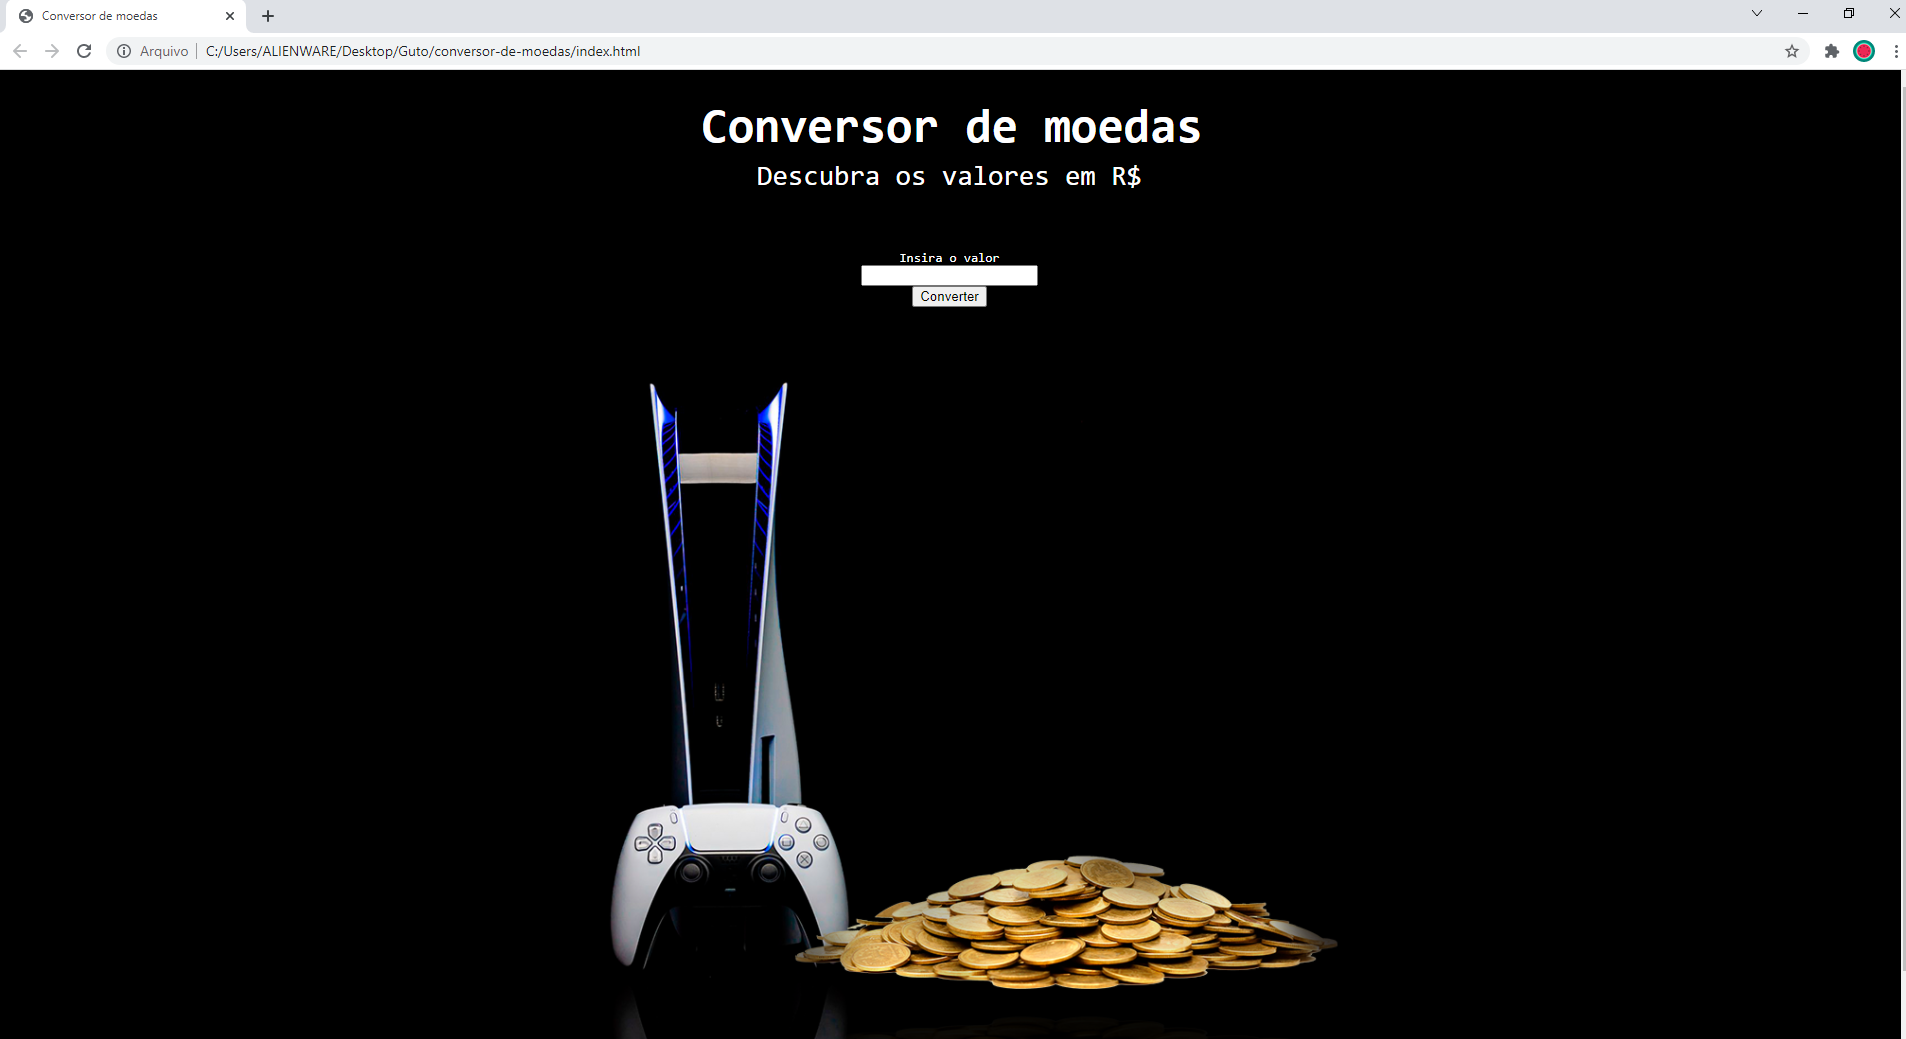 Conversor de moedas
Arquivo C:/Users/ALIENWARE/Desktop/Guto/conversor-de-moedas/index.html
Conversor de moedas
Descubra os valores em R$
Insira o valor
Converter